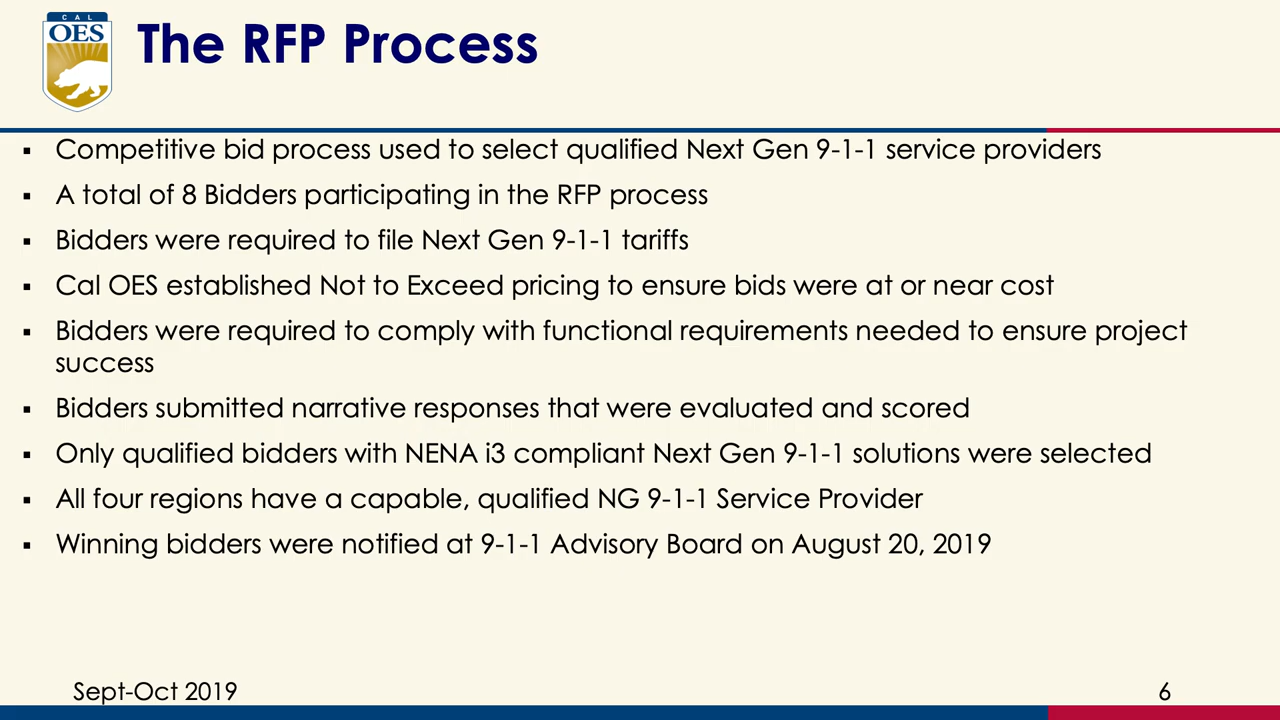 CAL
OES
The RFP Process
▪ Competitive bid process used to select qualified Next Gen 9-1-1 service providers
▪ A total of 8 Bidders participating in the RFP process
▪ Bidders were required to file Next Gen 9-1-1 tariffs
▪ Cal OES established Not to Exceed pricing to ensure bids were at or near cost
▪ Bidders were required to comply with functional requirements needed to ensure project
success
▪ Bidders submitted narrative responses that were evaluated and scored
▪ Only qualified bidders with NENA i3 compliant Next Gen 9-1-1 solutions were selected
▪ All four regions have a capable, qualified NG 9-1-1 Service Provider
▪ Winning bidders were notified at 9-1-1 Advisory Board on August 20, 2019
Sept-Oct 2019
6